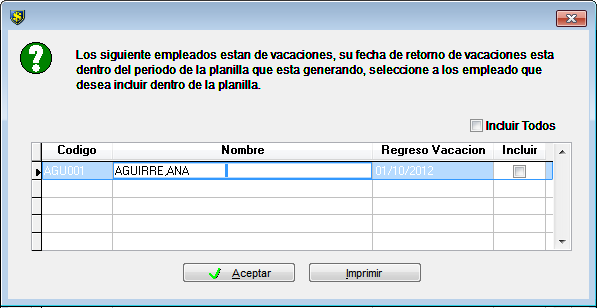 Los siguiente empleados estan de vacaciones, su fecha de retorno de vacaciones esta
dentro del periodo de la planilla que esta generando, seleccione a los empleado que
desea incluir dentro de la planilla.
Incluir Todos
Codigo Nombre Regreso Vacacion Incluir
AGU001 AGUIRRE,ANA 01/10/2012
Aceptar Imprimir